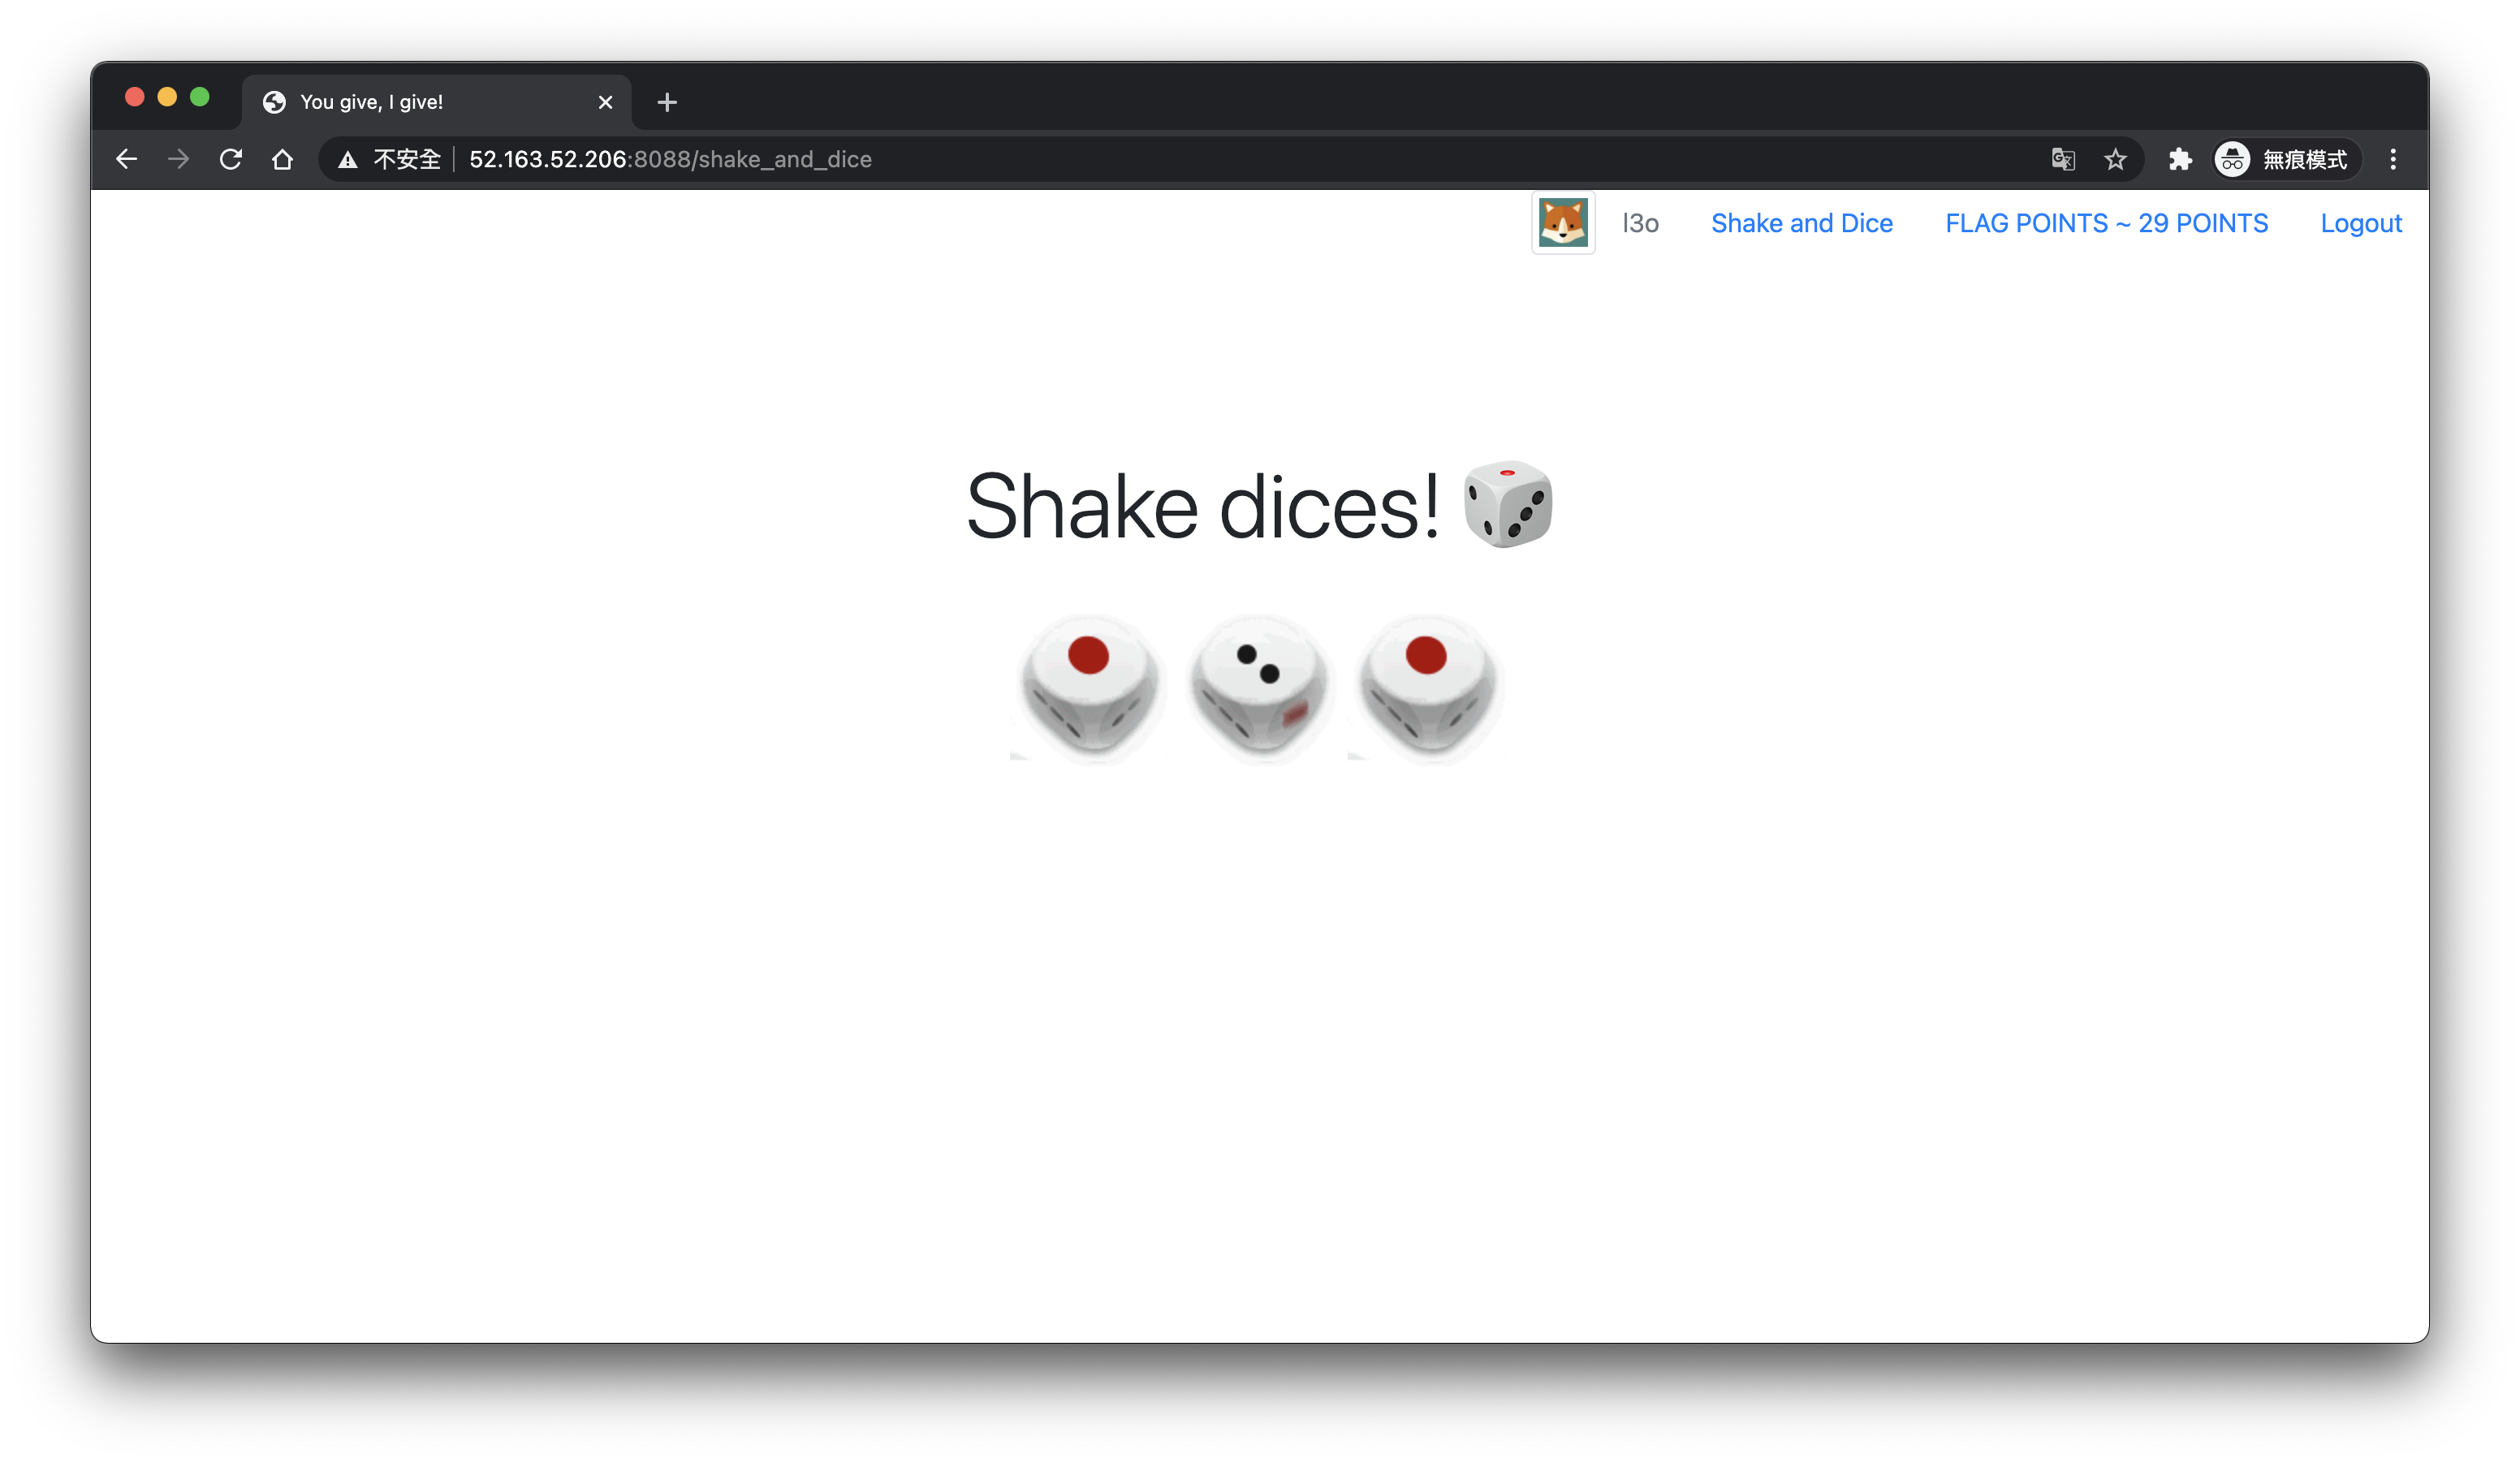 You give, I give!
不安全 52.163.52.206:8088/shake_and_dice 無痕模式
l3o Shake and Dice FLAG POINTS ~ 29 POINTS Logout
Shake dices!